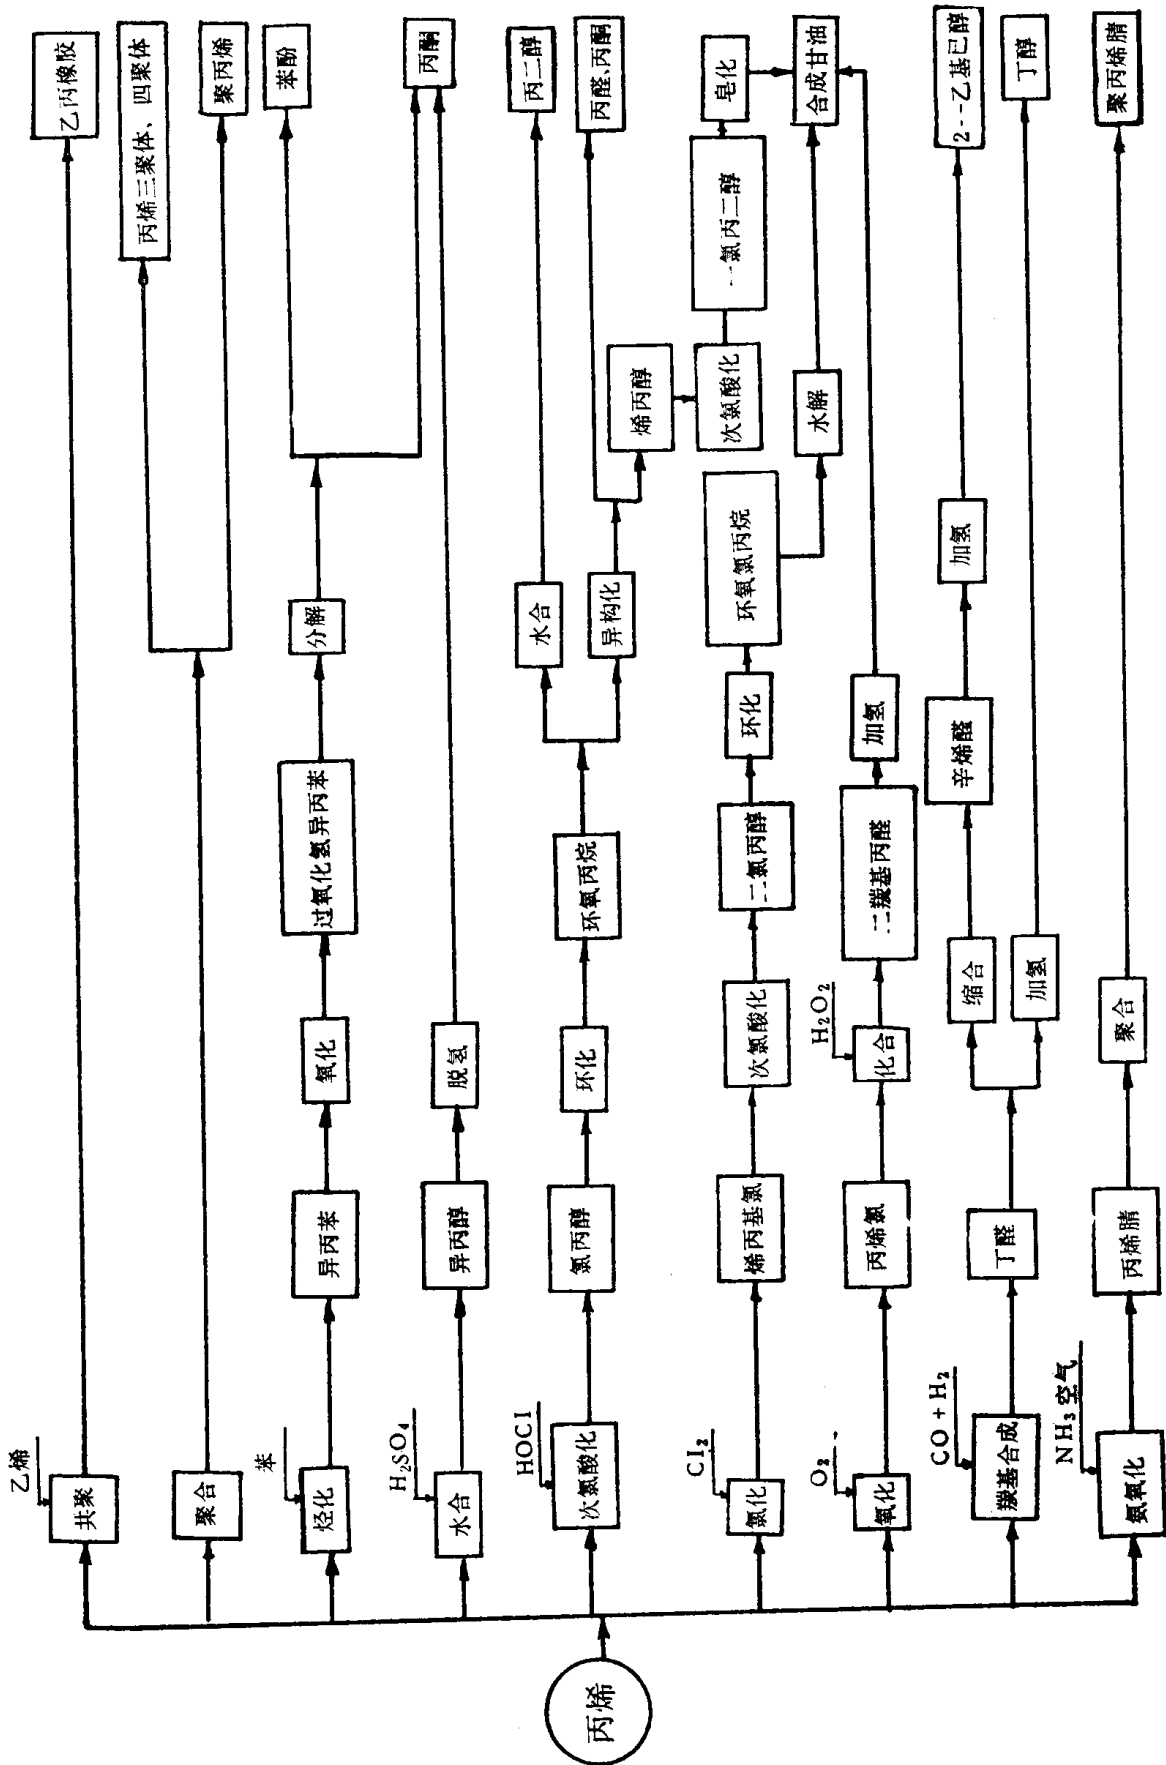 丙烯
乙烯
共聚
乙丙橡胶
聚合
丙烯三聚体、四聚体
聚丙烯
苯
烃化
异丙苯
氧化
过氧化氢异丙苯
分解
苯酚
丙酮
H₂SO₄
水合
异丙醇
脱氢
HOCl
次氯酸化
氯丙醇
环化
环氧丙烷
水合
丙二醇
异构化
丙醛、丙酮
烯丙醇
次氯酸化
一氯丙二醇
皂化
合成甘油
Cl₂
氯化
烯丙基氯
次氯酸化
二氯丙醇
环化
环氧氯丙烷
水解
O₂
氧化
丙烯氯
H₂O₂
化合
二羰基丙醛
加氢
CO + H₂
羰基合成
丁醛
缩合
辛烯醛
加氢
2--乙基已醇
加氢
丁醇
NH₃空气
氨氧化
丙烯腈
聚合
聚丙烯腈